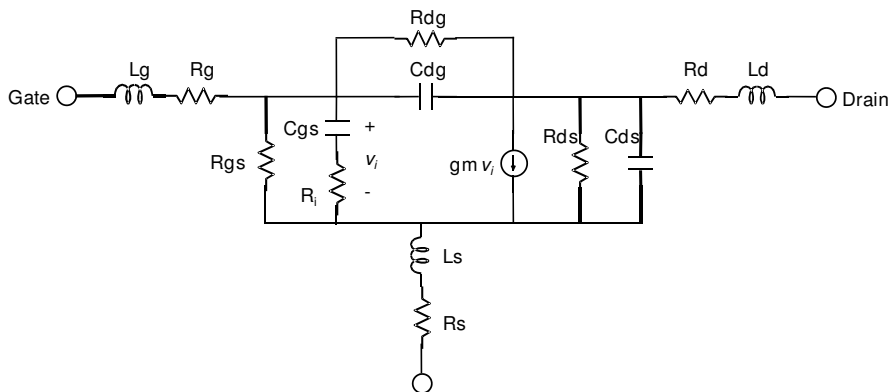 Rdg
Lg
Rg
Cdg
Rd
Ld
Gate
Drain
Cgs
+
Rds
Cds
Rgs
vi
gm vi
Ri
-
Ls
Rs